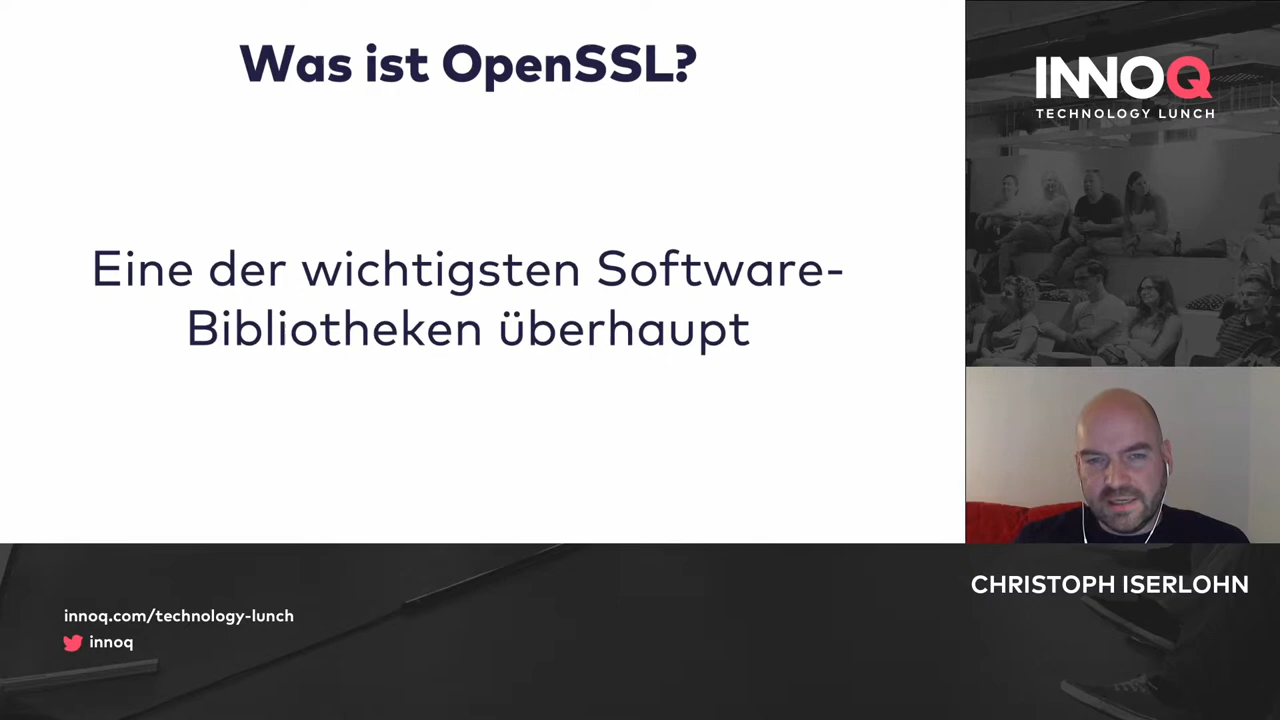 Was ist OpenSSL?
Eine der wichtigsten Software-
Bibliotheken überhaupt
INNOQ
TECHNOLOGY LUNCH
CHRISTOPH ISERLOHN
innoq.com/technology-lunch
innoq